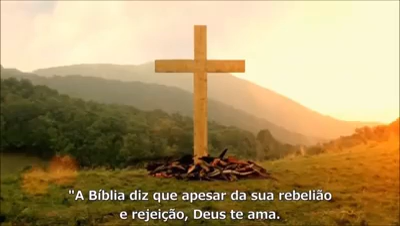 "A Bíblia diz que apesar da sua rebelião
e rejeição, Deus te ama.